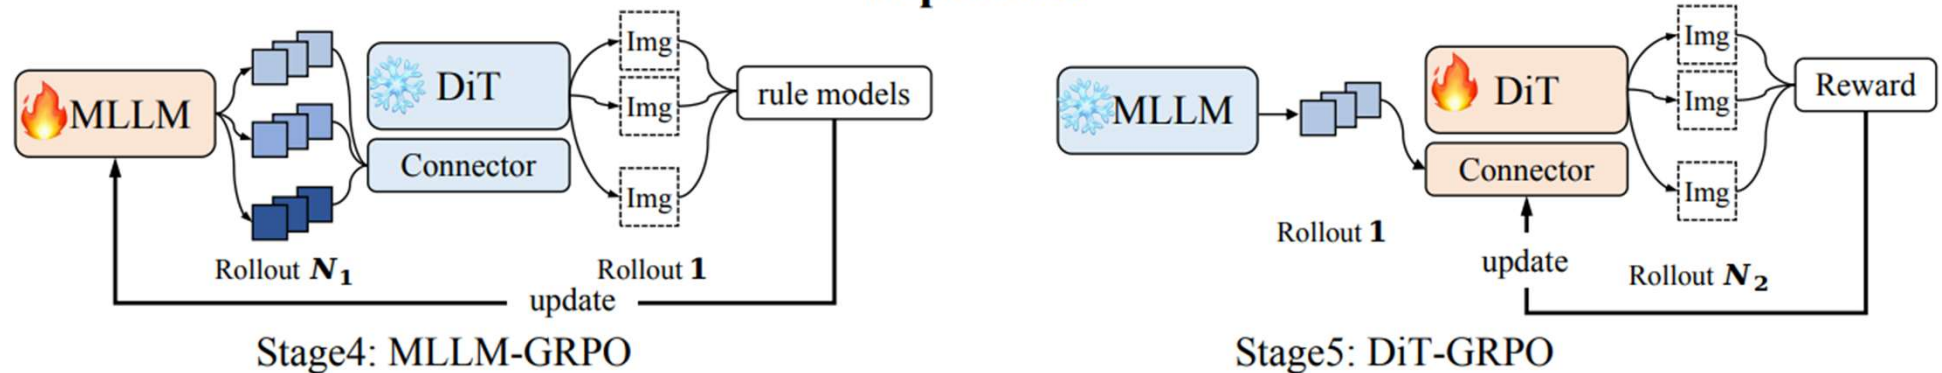 MLLM
DiT
Connector
Img
Img
Img
rule models
Rollout N₁
Rollout 1
update
Stage4: MLLM-GRPO
MLLM
DiT
Connector
Img
Img
Img
Reward
Rollout 1
update
Rollout N₂
Stage5: DiT-GRPO